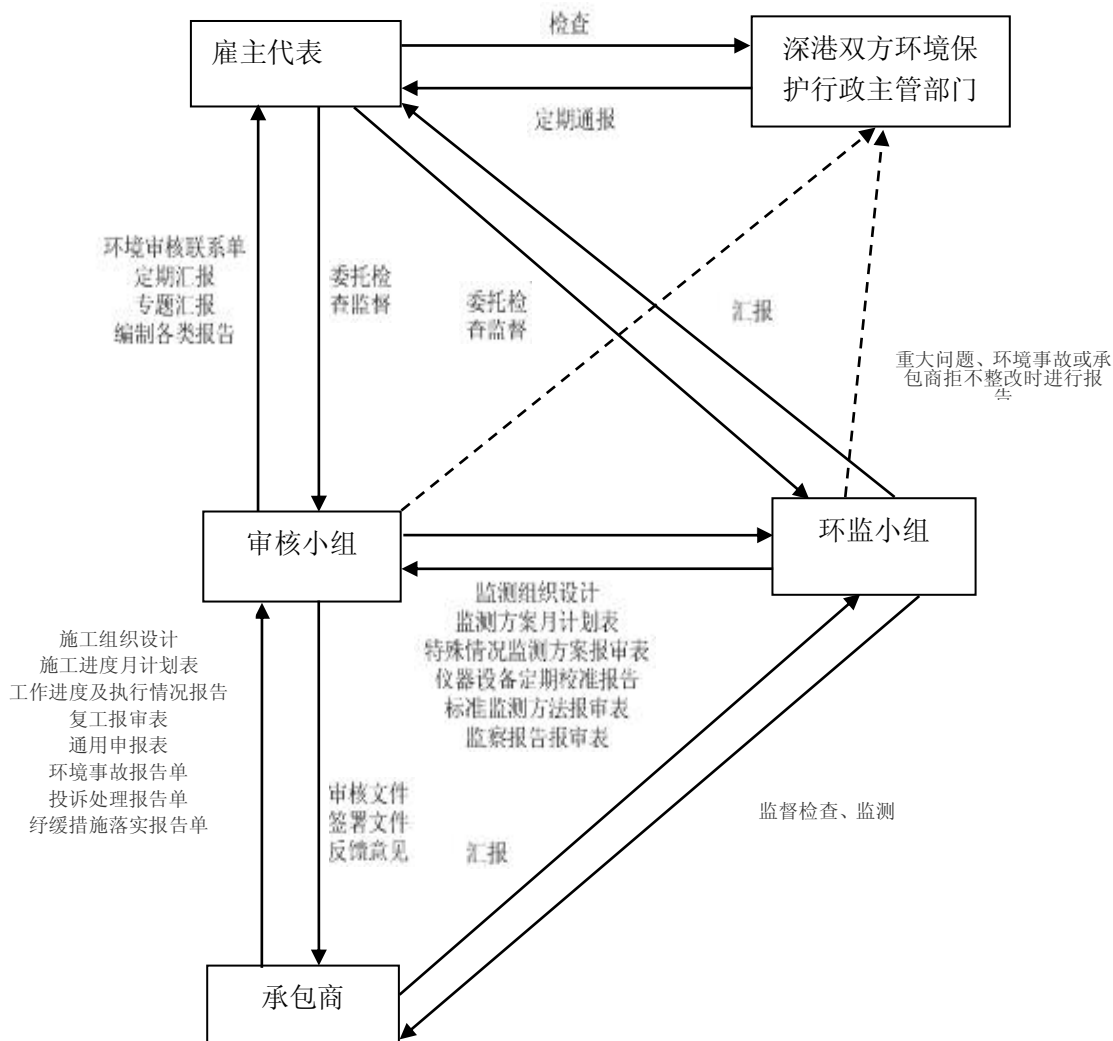 检查
雇主代表
深港双方环境保
护行政主管部门
定期通报
环境审核联系单
定期汇报
专题汇报
编制各类报告
委托检
查监督
委托检
查监督
汇报
重大问题、环境事故或承
包商拒不整改时进行报
告
审核小组
环监小组
监测组织设计
监测方案月计划表
特殊情况监测方案报审表
仪器设备定期校准报告
标准监测方法报审表
监察报告报审表
施工组织设计
施工进度月计划表
工作进度及执行情况报告
复工报审表
通用申报表
环境事故报告单
投诉处理报告单
纾缓措施落实报告单
审核文件
签署文件
反馈意见
汇报
监督检查、监测
承包商